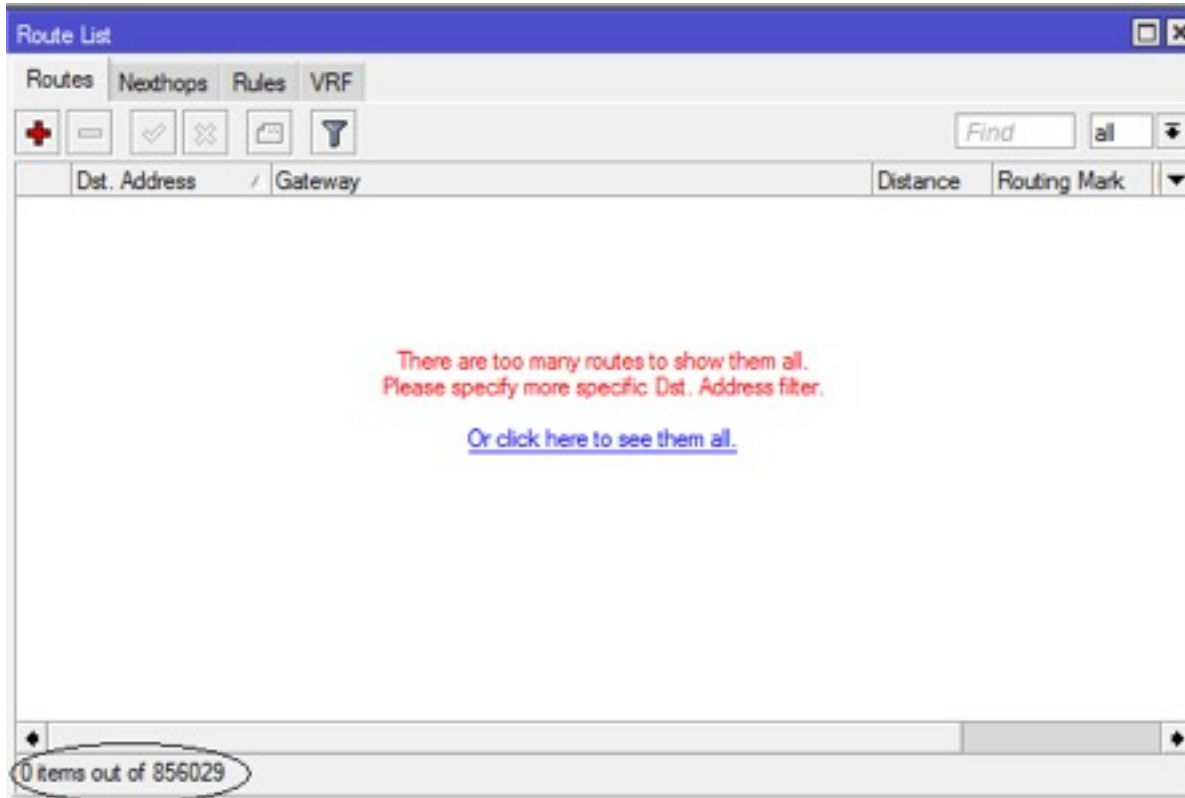 Route List
Routes Nexthops Rules VRF
Find all
Dst. Address Gateway Distance Routing Mark
There are too many routes to show them all.
Please specify more specific Dst. Address filter.
Or click here to see them all.
0 items out of 856029